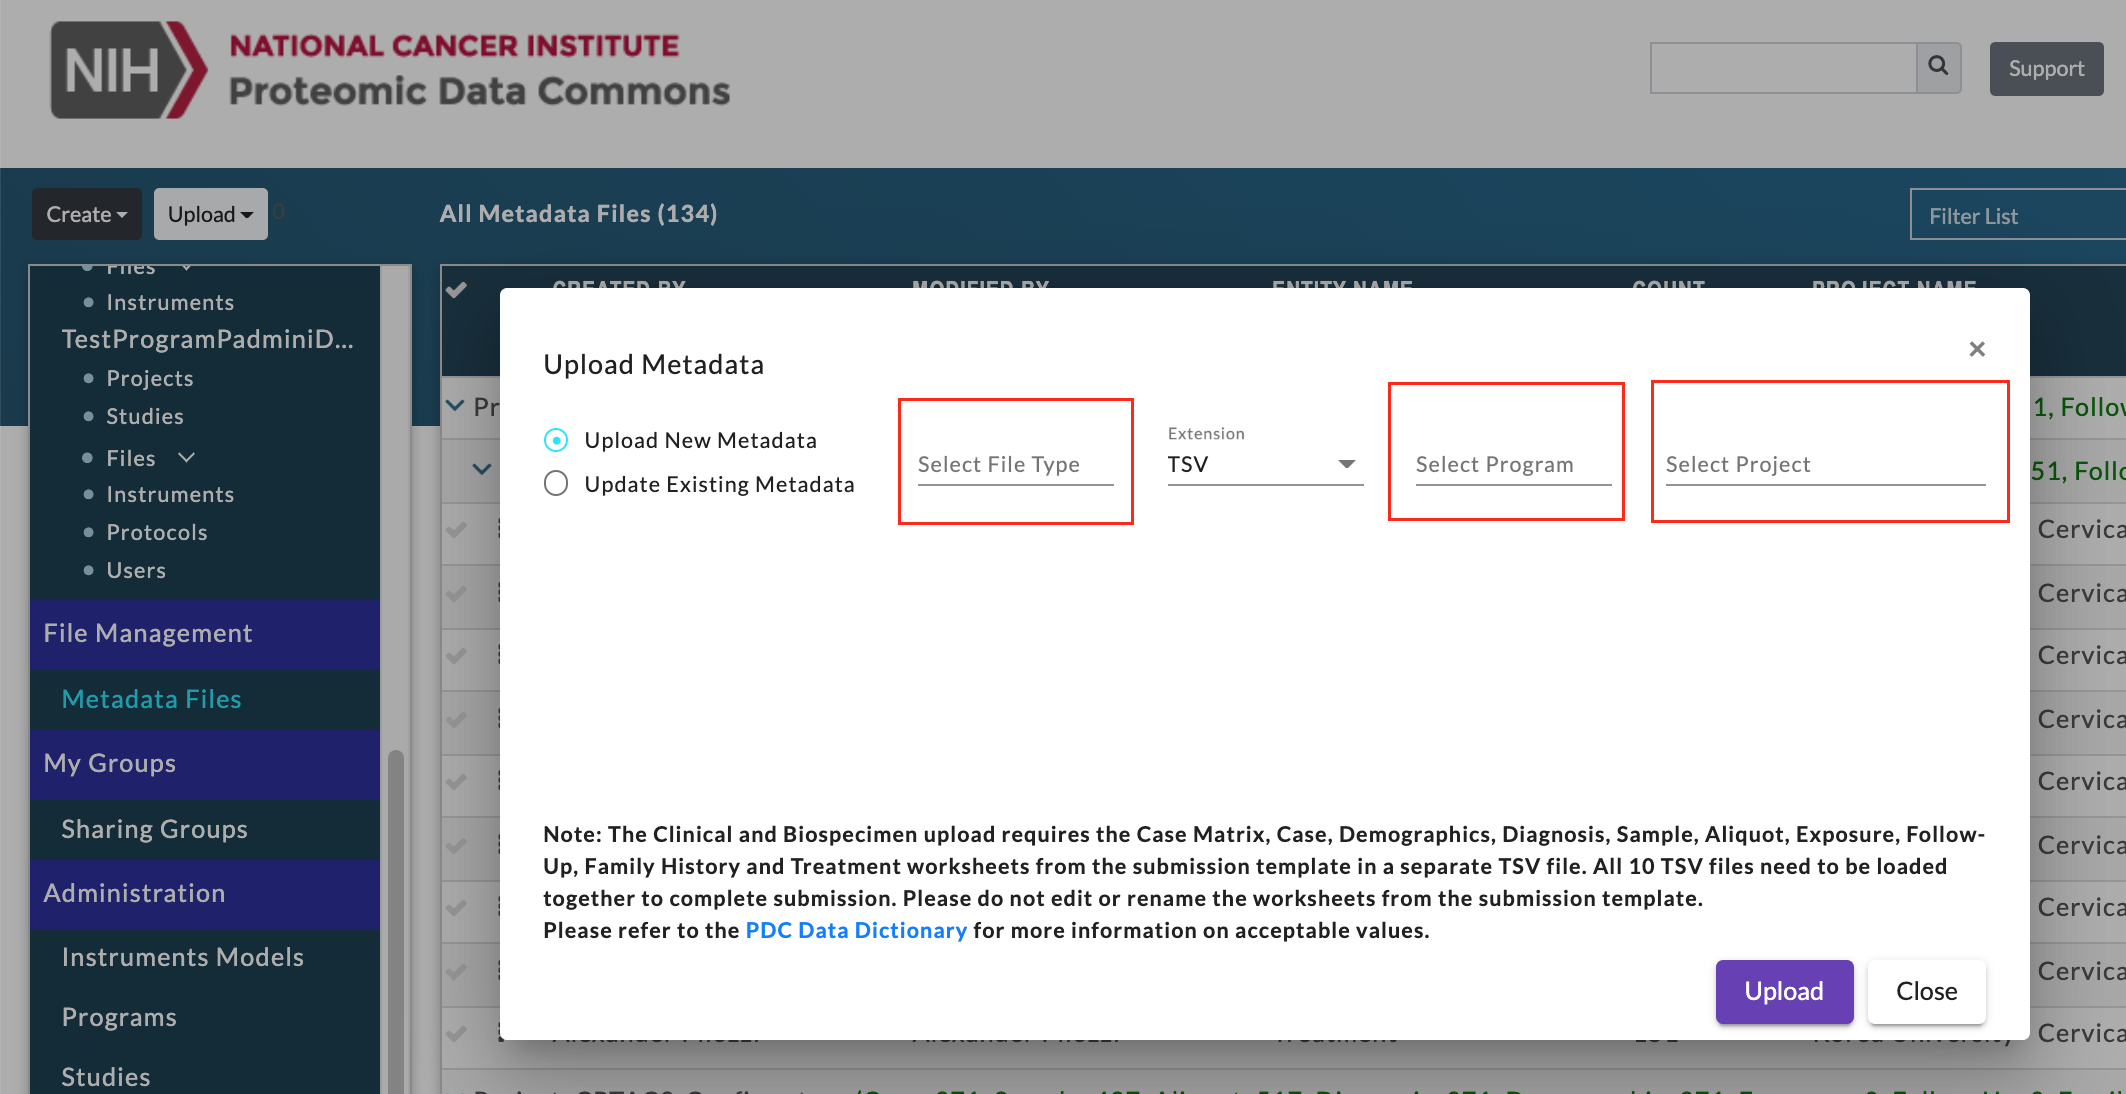 NIH
NATIONAL CANCER INSTITUTE
Proteomic Data Commons
Support
Create
Upload
0
All Metadata Files (134)
Filter List
Files
Instruments
TestProgramPadminiD...
Projects
Studies
Files
Instruments
Protocols
Users
File Management
Metadata Files
My Groups
Sharing Groups
Administration
Instruments Models
Programs
Studies
CREATED BY
MODIFIED BY
ENTITY NAME
COUNT
PROJECT NAME
Pr
1, Follow
51, Follo
Cervica
Cervica
Cervica
Cervica
Cervica
Cervica
Cervica
Cervica
Cervica
Upload Metadata
×
Upload New Metadata
Update Existing Metadata
Select File Type
Extension
TSV
Select Program
Select Project
Note: The Clinical and Biospecimen upload requires the Case Matrix, Case, Demographics, Diagnosis, Sample, Aliquot, Exposure, Follow-
Up, Family History and Treatment worksheets from the submission template in a separate TSV file. All 10 TSV files need to be loaded
together to complete submission. Please do not edit or rename the worksheets from the submission template.
Please refer to the PDC Data Dictionary for more information on acceptable values.
Upload
Close
Treatment
Korea University